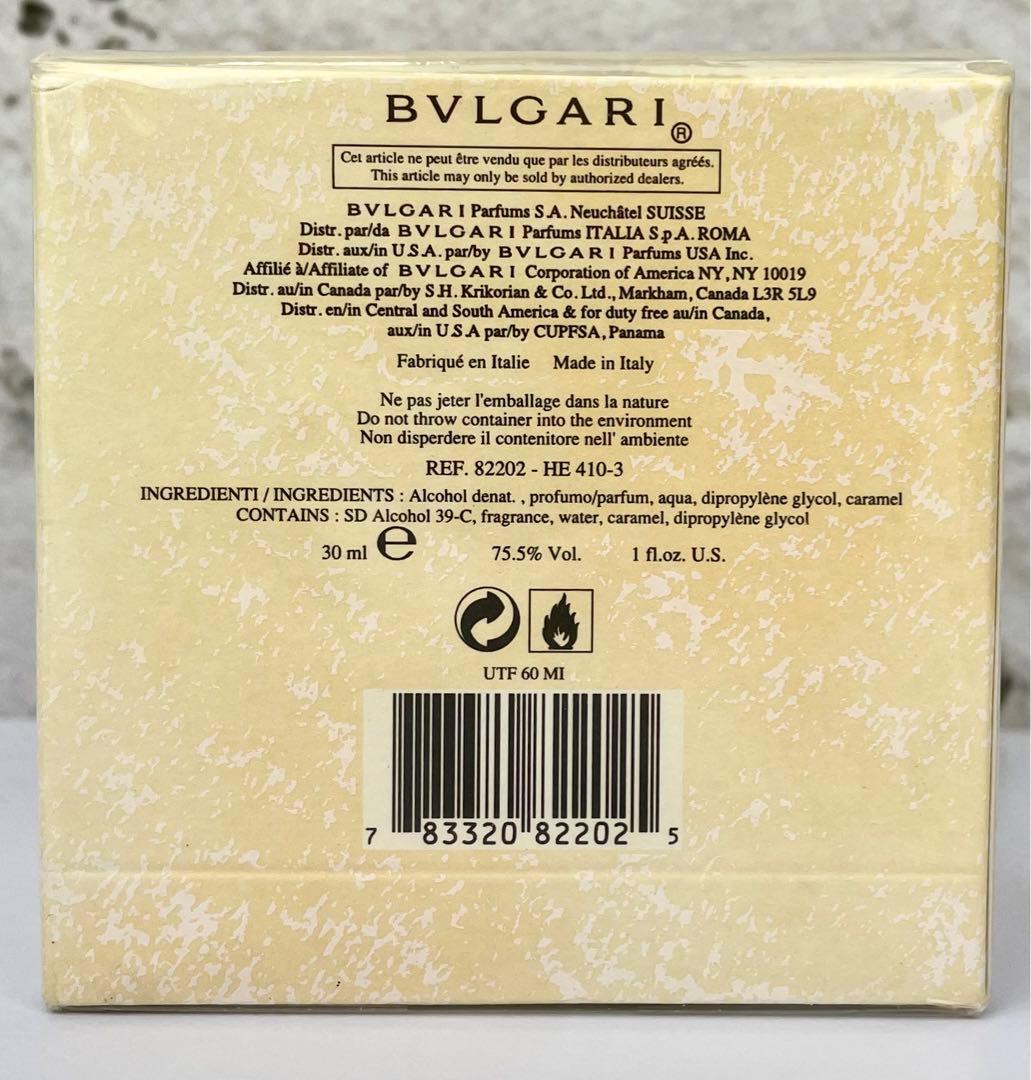 BVLGARI®
Cet article ne peut être vendu que par les distributeurs agréés.
This article may only be sold by authorized dealers.
BVLGARI Parfums S.A. Neuchâtel SUISSE
Distr. par/da BVLGARI Parfums ITALIA S.p.A. ROMA
Distr. aux/in U.S.A. par/by BVLGARI Parfums USA Inc.
Affilié à/Affiliate of BVLGARI Corporation of America NY, NY 10019
Distr. au/in Canada par/by S.H. Krikorian & Co. Ltd., Markham, Canada L3R 5L9
Distr. en/in Central and South America & for duty free au/in Canada,
aux/in U.S.A par/by CUPFSA, Panama
Fabriqué en Italie Made in Italy
Ne pas jeter l'emballage dans la nature
Do not throw container into the environment
Non disperdere il contenitore nell' ambiente
REF. 82202 - HE 410-3
INGREDIENTI / INGREDIENTS : Alcohol denat. , profumo/parfum, aqua, dipropylène glycol, caramel
CONTAINS : SD Alcohol 39-C, fragrance, water, caramel, dipropylène glycol
30 ml e 75.5% Vol. 1 fl.oz. U.S.
UTF 60 MI
7 83320 82202 5